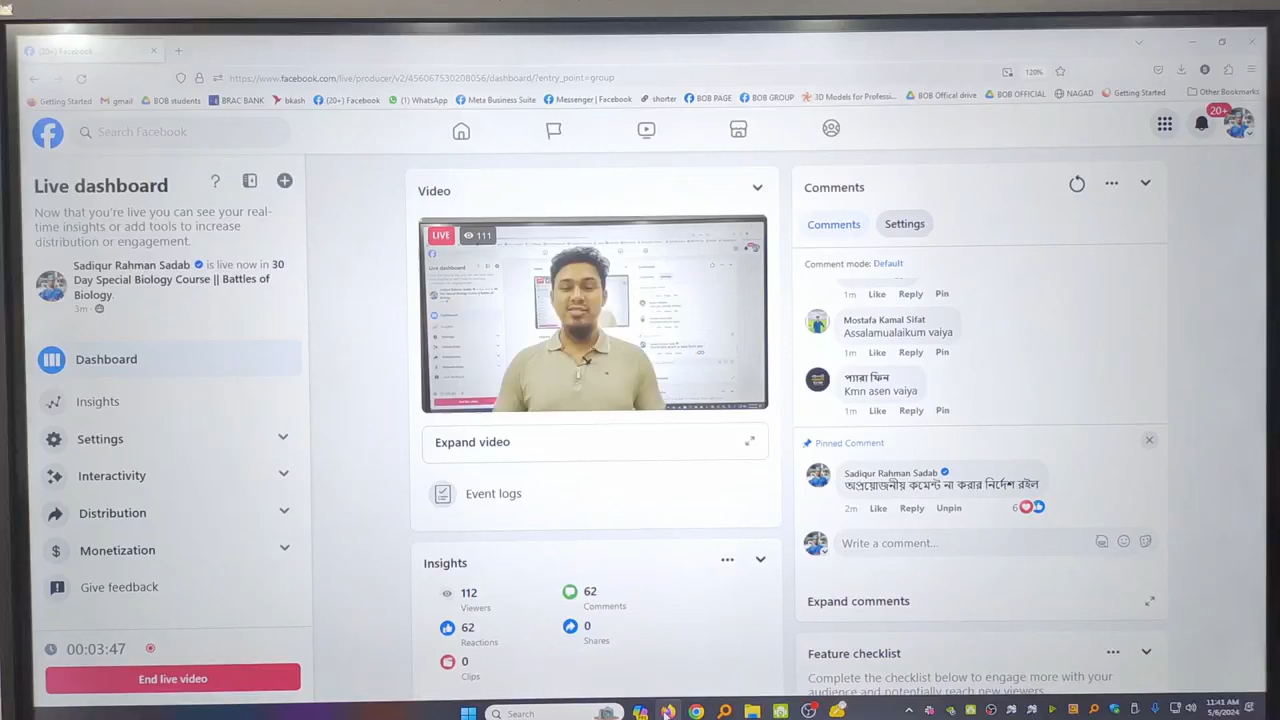 (20+) Facebook
https://www.facebook.com/live/producer/v2/456067530208056/dashboard/?entry_point=group
120%
Getting Started
gmail
BOB students
BRAC BANK
bkash
(20+) Facebook
(1) WhatsApp
Meta Business Suite
Messenger | Facebook
shorter
BOB PAGE
BOB GROUP
3D Models for Professi...
BOB Offical drive
BOB OFFICIAL
NAGAD
Getting Started
Other Bookmarks
Search Facebook
20+
Live dashboard
Now that you're live you can see your real-
time insights or add tools to increase
distribution or engagement.
Sadiqur Rahman Sadab is live now in 30
Day Special Biology Course || Battles of
Biology.
3m
Dashboard
Insights
Settings
Interactivity
Distribution
Monetization
Give feedback
00:03:47
End live video
Video
LIVE
111
Expand video
Event logs
Insights
112
Viewers
62
Comments
62
Reactions
0
Shares
0
Clips
Comments
Comments
Settings
Comment mode: Default
1m Like Reply Pin
Mostafa Kamal Sifat
Assalamualaikum vaiya
1m Like Reply Pin
প্যারা ফিন
Kmn asen vaiya
1m Like Reply Pin
Pinned Comment
Sadiqur Rahman Sadab
অপ্রয়োজনীয় কমেন্ট না করার নির্দেশ রইল
2m Like Reply Unpin
6
Write a comment...
Expand comments
Feature checklist
Complete the checklist below to engage more with your
audience and potentially reach new viewers.
Search
11:41 AM
5/6/2024